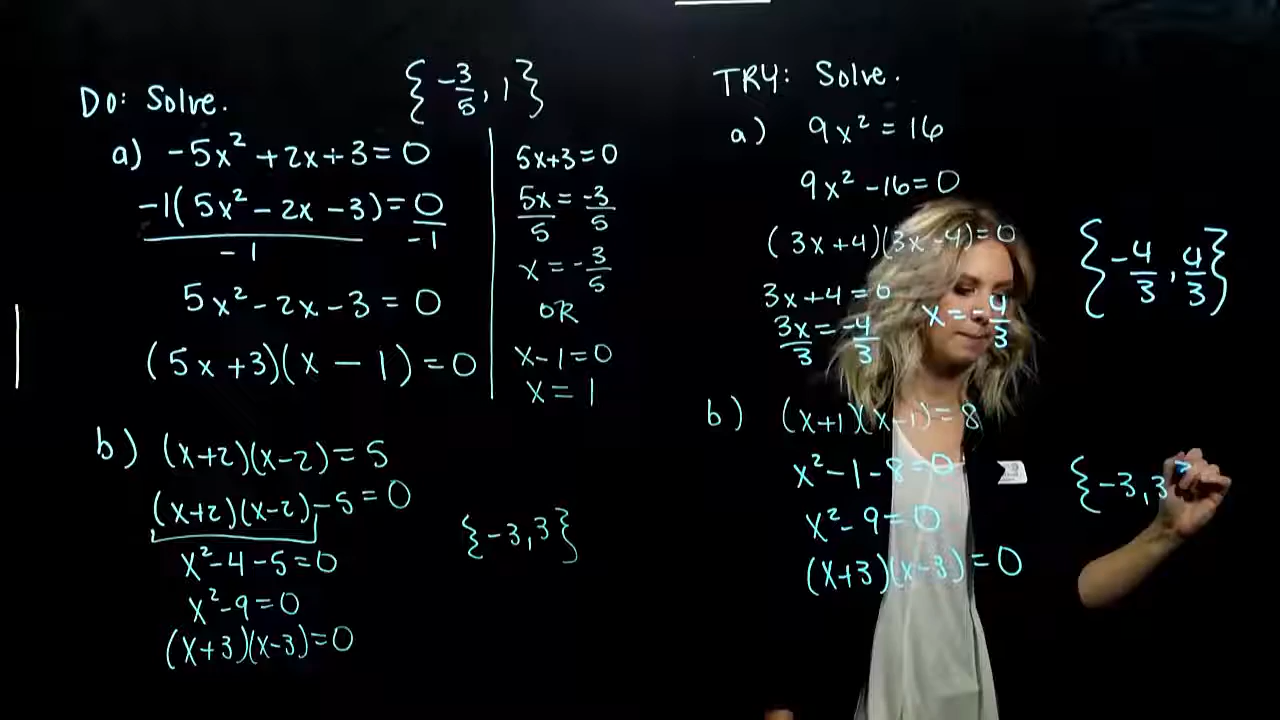 Do: Solve.
{-3/5, 1}
a) -5x² + 2x + 3 = 0
-1(5x² - 2x - 3) = 0
-1 -1
5x² - 2x - 3 = 0
(5x + 3)(x - 1) = 0
5x + 3 = 0
5x/5 = -3/5
x = -3/5
OR
x - 1 = 0
x = 1
b) (x+2)(x-2) = 5
(x+2)(x-2) - 5 = 0
x² - 4 - 5 = 0
x² - 9 = 0
(x+3)(x-3) = 0
{-3, 3}
TRY: Solve.
a) 9x² = 16
9x² - 16 = 0
(3x + 4)(3x - 4) = 0
3x + 4 = 0
3x/3 = -4/3
x = -4/3
{-4/3, 4/3}
b) (x+1)(x-1) = 8
x² - 1 - 8 = 0
x² - 9 = 0
(x+3)(x-3) = 0
{-3, 3